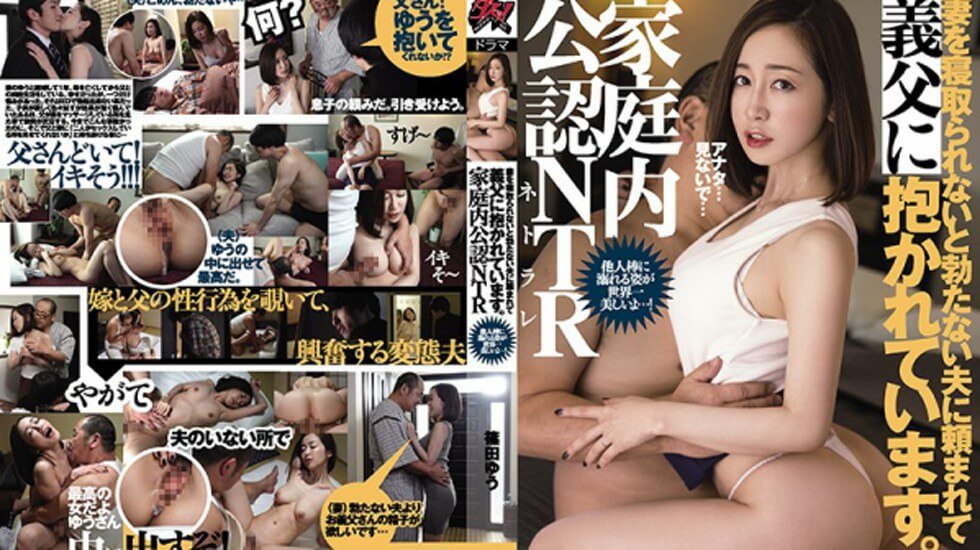 何?
父さん!
ゆうを
抱いて
くれないか!?
息子の頼みだ。引き受けよう。
父さんどいて!
イキそう!!!
すげ〜
(夫)
ゆうの
中に出せて
最高だ。
イキ
そ〜
嫁と父の性行為を覗いて、
興奮する変態夫
やがて
夫のいない所で
最高の
女だよ
ゆうさん
(妻)勃たない夫より
お義父さんの精子が
欲しいです…
ドラマ
妻を寝取られないと勃たない夫に頼まれて
義父に抱かれています。
家庭内公認NTR
篠田ゆう
妻を寝取られないと勃たない夫に頼まれて
義父に抱かれています。
家庭内
公認NTR
ネトラレ
アナタ…
見ないで…
他人棒に
溺れる姿が
世界一
美しいよ…!